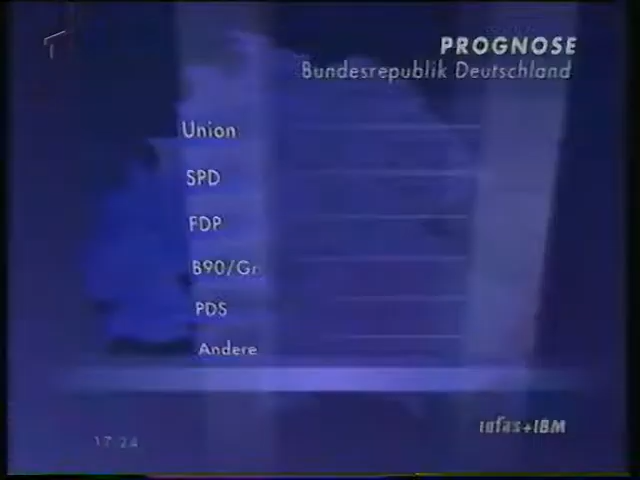 PROGNOSE
Bundesrepublik Deutschland
Union
SPD
FDP
B90/Gr.
PDS
Andere
infas+IBM
17:24